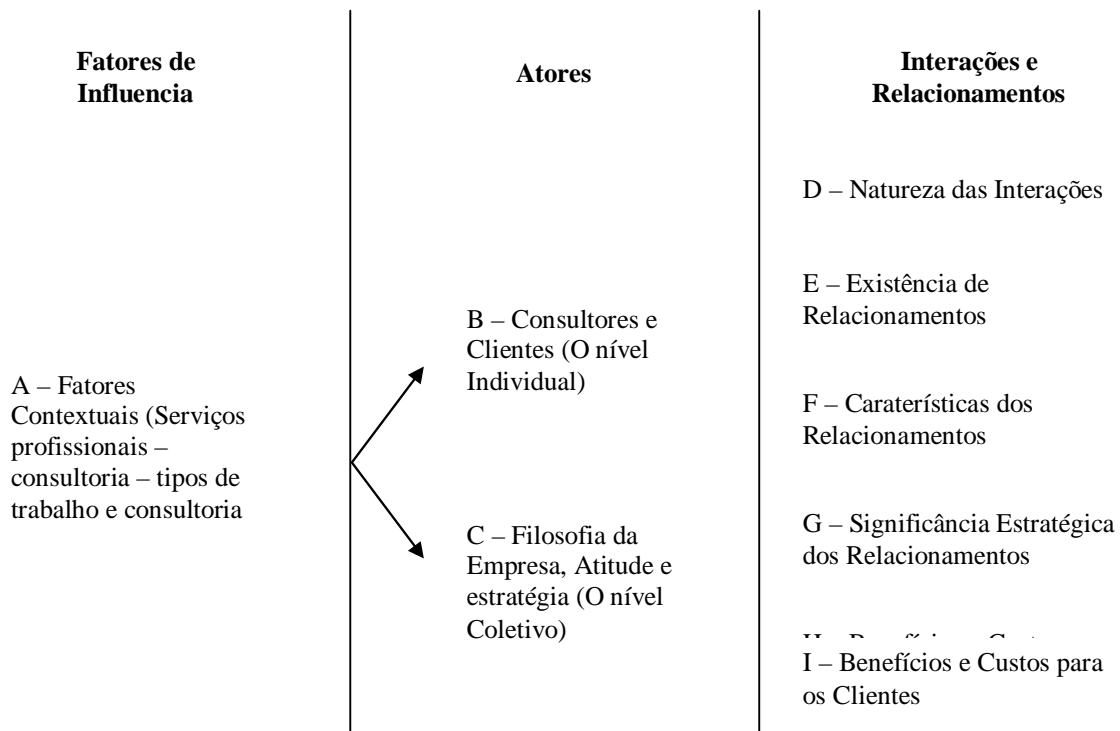 Fatores de
Influencia
Atores
Interações e
Relacionamentos
A – Fatores
Contextuais (Serviços
profissionais –
consultoria – tipos de
trabalho e consultoria
B – Consultores e
Clientes (O nível
Individual)
C – Filosofia da
Empresa, Atitude e
estratégia (O nível
Coletivo)
D – Natureza das Interações
E – Existência de
Relacionamentos
F – Caraterísticas dos
Relacionamentos
G – Significância Estratégica
dos Relacionamentos
I – Benefícios e Custos para
os Clientes